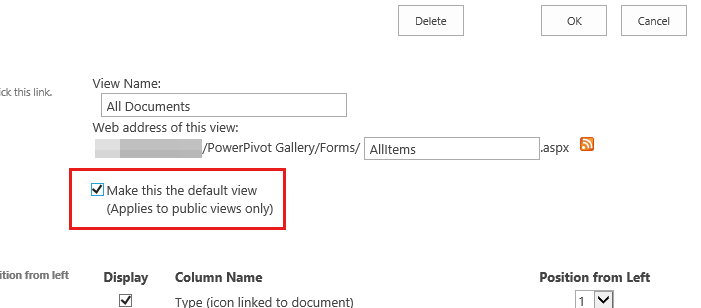 Delete OK Cancel
View Name:
ick this link.
All Documents
Web address of this view:
/PowerPivot Gallery/Forms/ AllItems .aspx
Make this the default view
(Applies to public views only)
ition from left Display Column Name Position from Left
Type (icon linked to document) 1